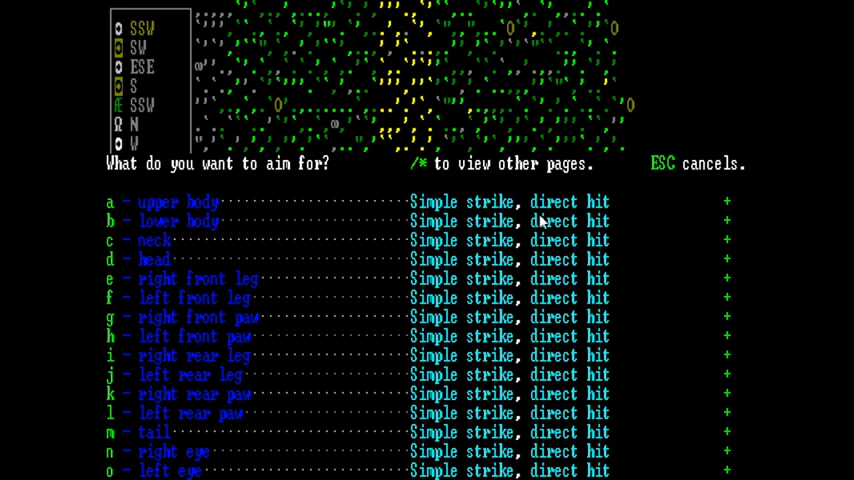 SSW
SW
ESE
S
Æ SSW
Ω N
W
What do you want to aim for? /* to view other pages. ESC cancels.
a - upper body Simple strike, direct hit +
b - lower body Simple strike, direct hit +
c - neck Simple strike, direct hit +
d - head Simple strike, direct hit +
e - right front leg Simple strike, direct hit +
f - left front leg Simple strike, direct hit +
g - right front paw Simple strike, direct hit +
h - left front paw Simple strike, direct hit +
i - right rear leg Simple strike, direct hit +
j - left rear leg Simple strike, direct hit +
k - right rear paw Simple strike, direct hit +
l - left rear paw Simple strike, direct hit +
m - tail Simple strike, direct hit +
n - right eye Simple strike, direct hit +
o - left eye Simple strike, direct hit +